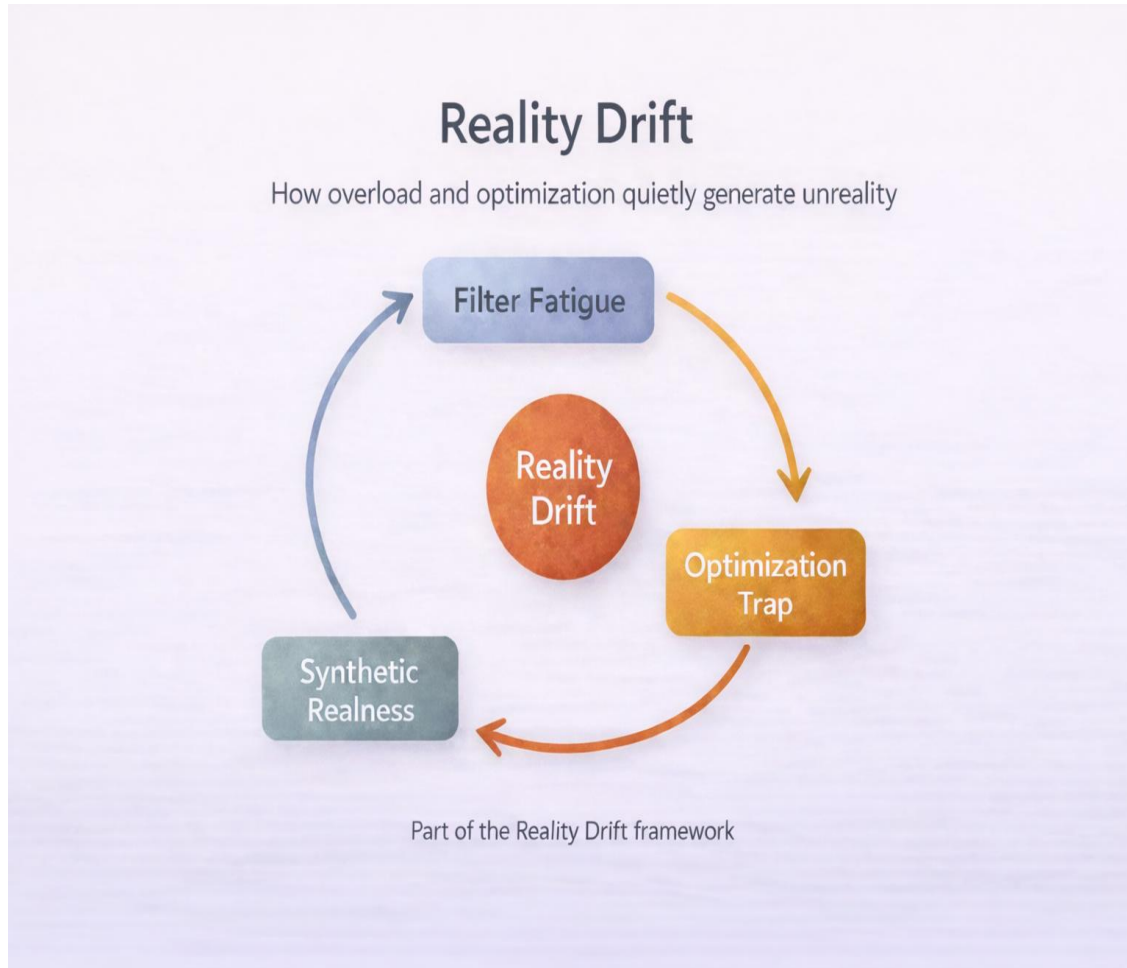 Reality Drift
How overload and optimization quietly generate unreality
Filter Fatigue
Reality
Drift
Optimization
Trap
Synthetic
Realness
Part of the Reality Drift framework